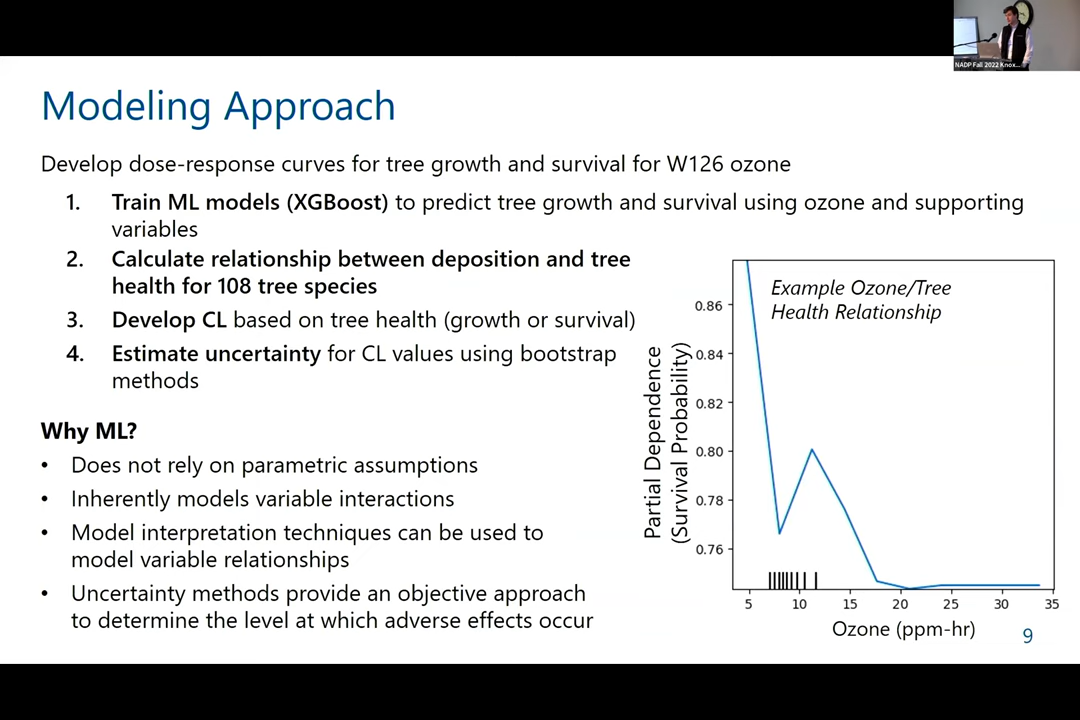 NADP Fall 2022 Knox...
Modeling Approach
Develop dose-response curves for tree growth and survival for W126 ozone
1. Train ML models (XGBoost) to predict tree growth and survival using ozone and supporting
variables
2. Calculate relationship between deposition and tree
health for 108 tree species
3. Develop CL based on tree health (growth or survival)
4. Estimate uncertainty for CL values using bootstrap
methods
Why ML?
• Does not rely on parametric assumptions
• Inherently models variable interactions
• Model interpretation techniques can be used to
model variable relationships
• Uncertainty methods provide an objective approach
to determine the level at which adverse effects occur
Example Ozone/Tree
Health Relationship
Partial Dependence
(Survival Probability)
0.86
0.84
0.82
0.80
0.78
0.76
5 10 15 20 25 30 35
Ozone (ppm-hr)
9